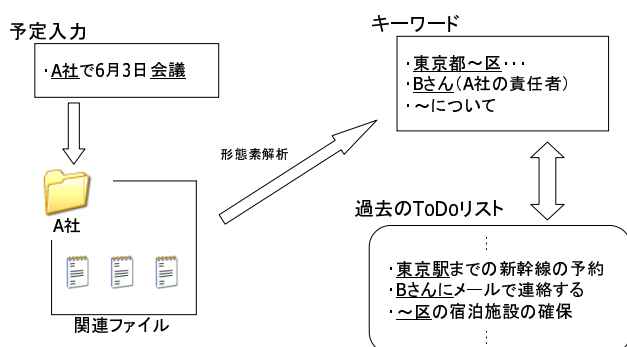 予定入力
・A社で6月3日会議
A社
関連ファイル
形態素解析
キーワード
・東京都～区・・・
・Bさん（A社の責任者）
・～について
過去のToDoリスト
・東京駅までの新幹線の予約
・Bさんにメールで連絡する
・～区の宿泊施設の確保